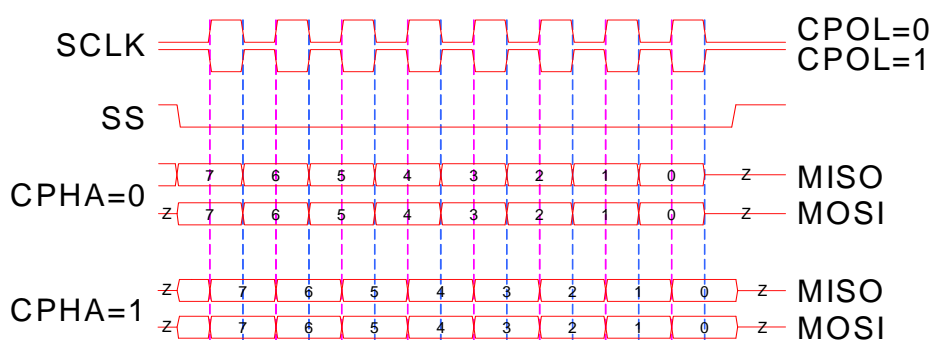 CPOL=0
SCLK
CPOL=1
SS
7 6 5 4 3 2 1 0 Z MISO
CPHA=0
Z 7 6 5 4 3 2 1 0 Z MOSI
Z 7 6 5 4 3 2 1 0 Z MISO
CPHA=1
Z 7 6 5 4 3 2 1 0 Z MOSI